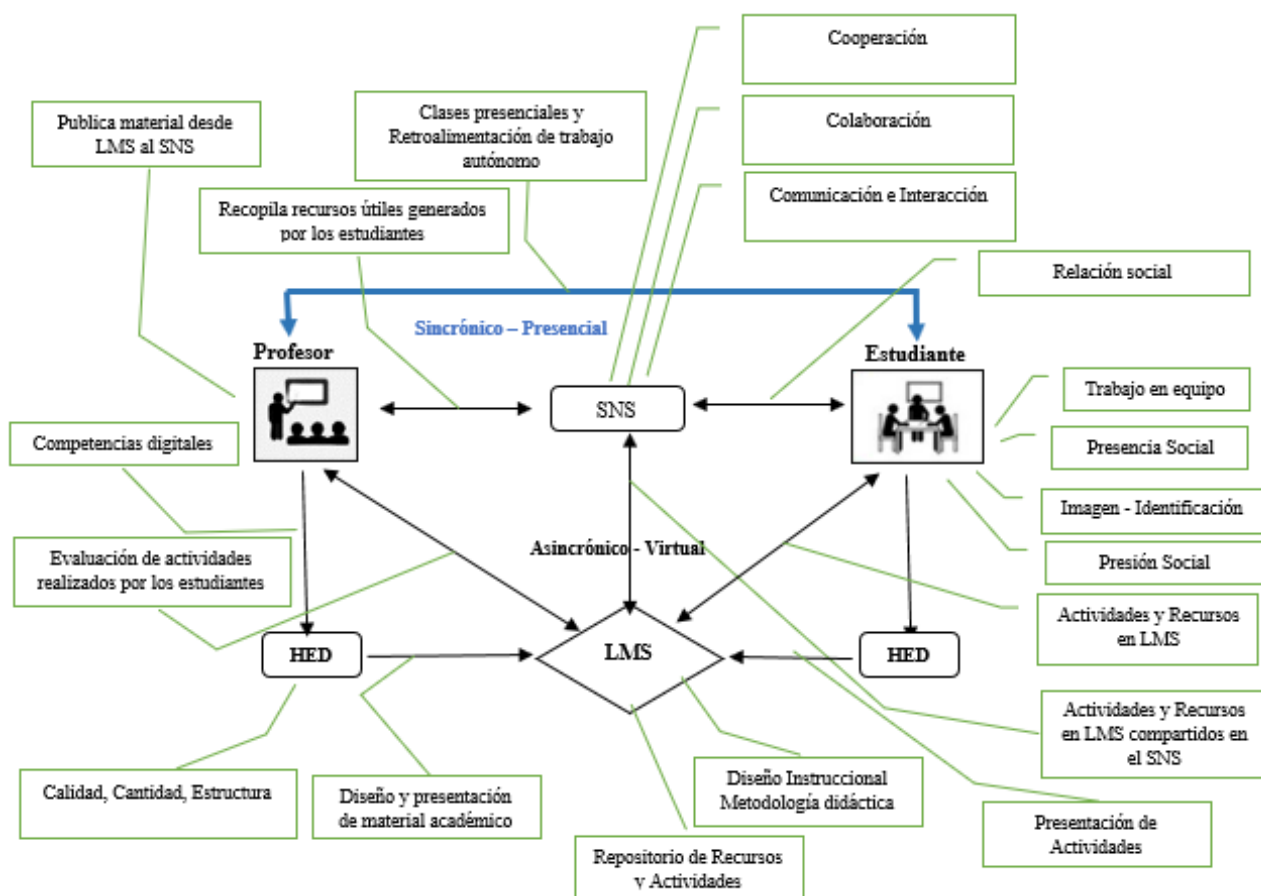 Cooperación
Publica material desde
LMS al SNS
Clases presenciales y
Retroalimentación de trabajo
autónomo
Colaboración
Recopila recursos útiles generados
por los estudiantes
Comunicación e Interacción
Relación social
Sincrónico – Presencial
Profesor
Estudiante
SNS
Trabajo en equipo
Competencias digitales
Presencia Social
Imagen - Identificación
Evaluación de actividades
realizados por los estudiantes
Asincrónico - Virtual
Presión Social
Actividades y Recursos
en LMS
HED
LMS
HED
Actividades y Recursos
en LMS compartidos en
el SNS
Calidad, Cantidad, Estructura
Diseño y presentación
de material académico
Diseño Instruccional
Metodología didáctica
Presentación de
Actividades
Repositorio de Recursos
y Actividades